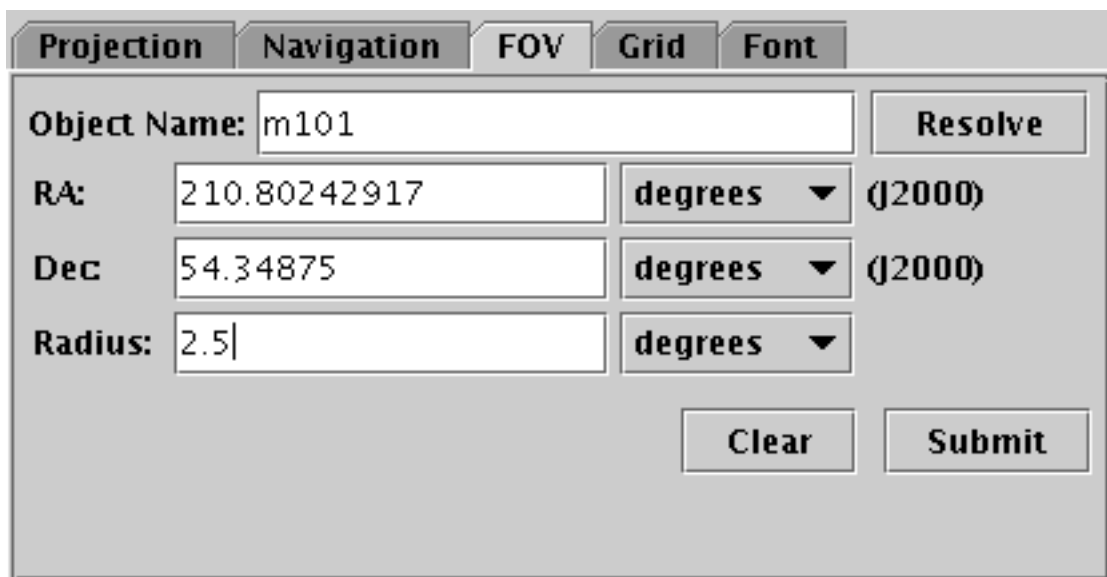 Projection Navigation FOV Grid Font
Object Name: m101 Resolve
RA: 210.80242917 degrees (J2000)
Dec: 54.34875 degrees (J2000)
Radius: 2.5 degrees
Clear Submit